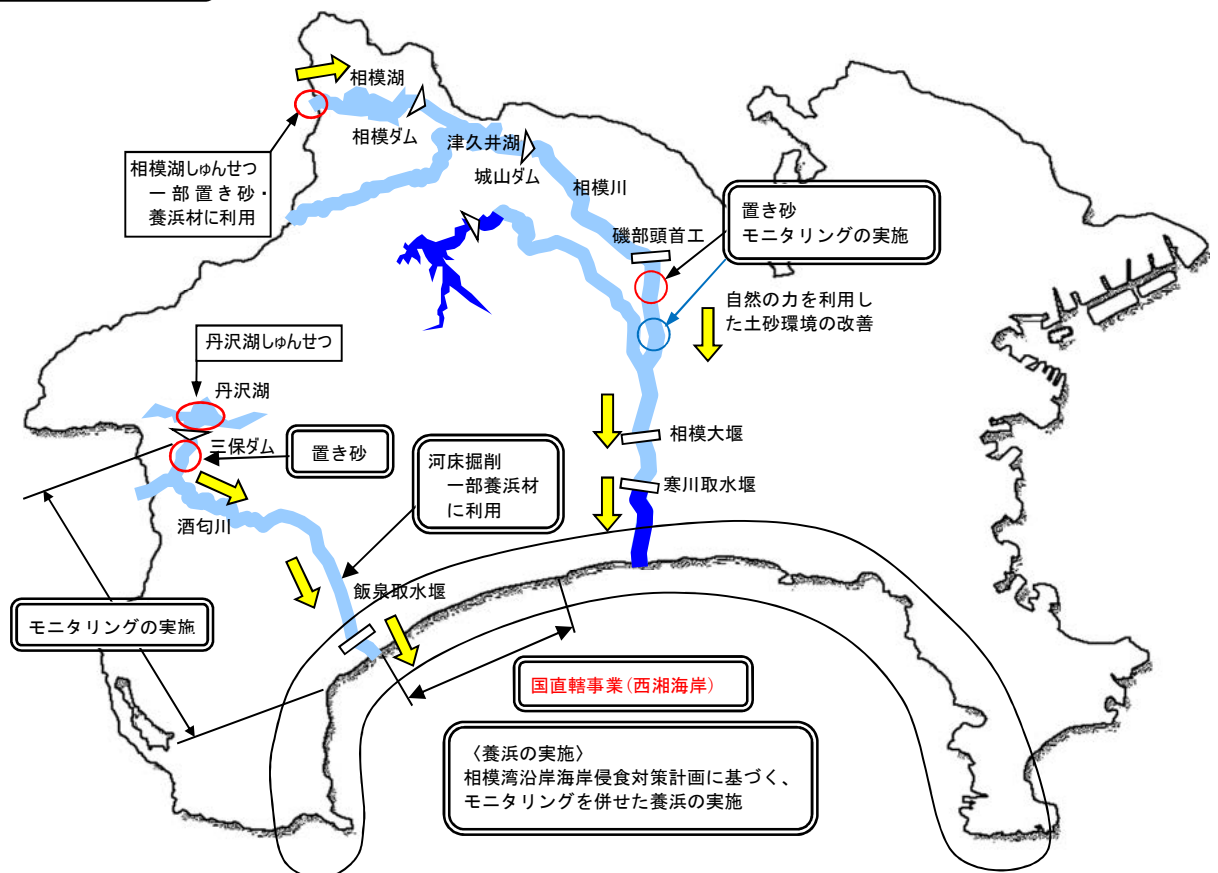 相模湖
相模ダム
津久井湖
城山ダム
相模川
相模湖しゅんせつ
一部置き砂・
養浜材に利用
置き砂
モニタリングの実施
磯部頭首工
自然の力を利用し
た土砂環境の改善
丹沢湖しゅんせつ
丹沢湖
三保ダム
置き砂
河床掘削
一部養浜材
に利用
相模大堰
寒川取水堰
酒匂川
飯泉取水堰
モニタリングの実施
国直轄事業(西湘海岸)
〈養浜の実施〉
相模湾沿岸海岸侵食対策計画に基づく、
モニタリングを併せた養浜の実施